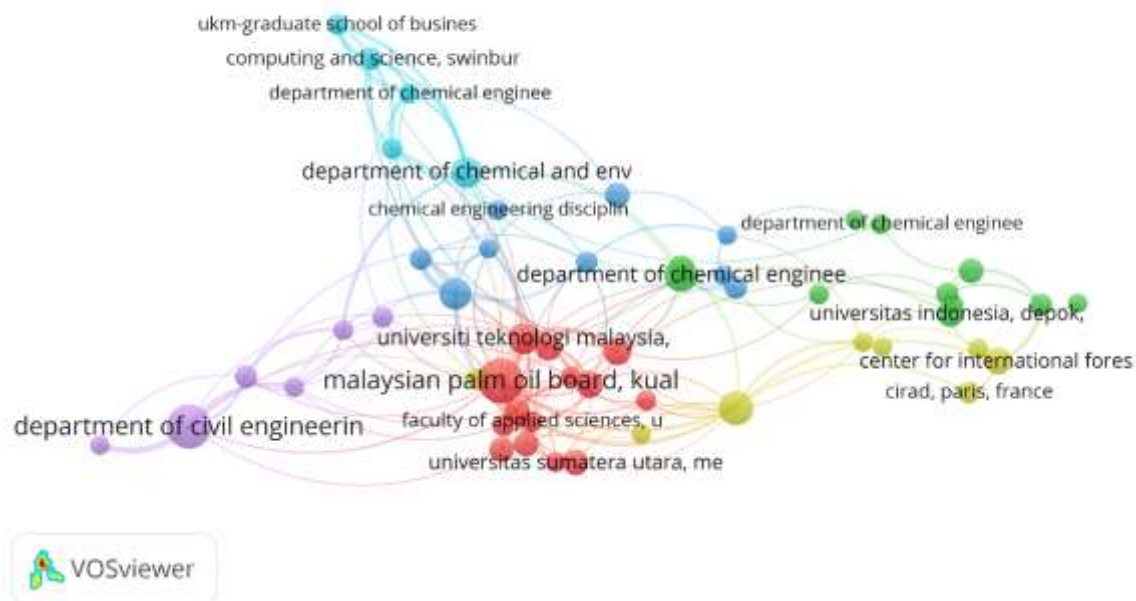 ukm-graduate school of busines
computing and science, swinbur
department of chemical enginee
department of chemical and env
chemical engineering disciplin
department of chemical enginee
department of chemical enginee
universitas indonesia, depok,
universiti teknologi malaysia,
center for international fores
malaysian palm oil board, kual
cirad, paris, france
faculty of applied sciences, u
department of civil engineerin
universitas sumatera utara, me
VOSviewer